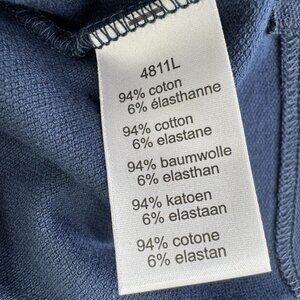 4811L
94% coton
6% élasthanne
94% cotton
6% elastane
94% baumwolle
6% elasthan
94% katoen
6% elastaan
94% cotone
6% elastan